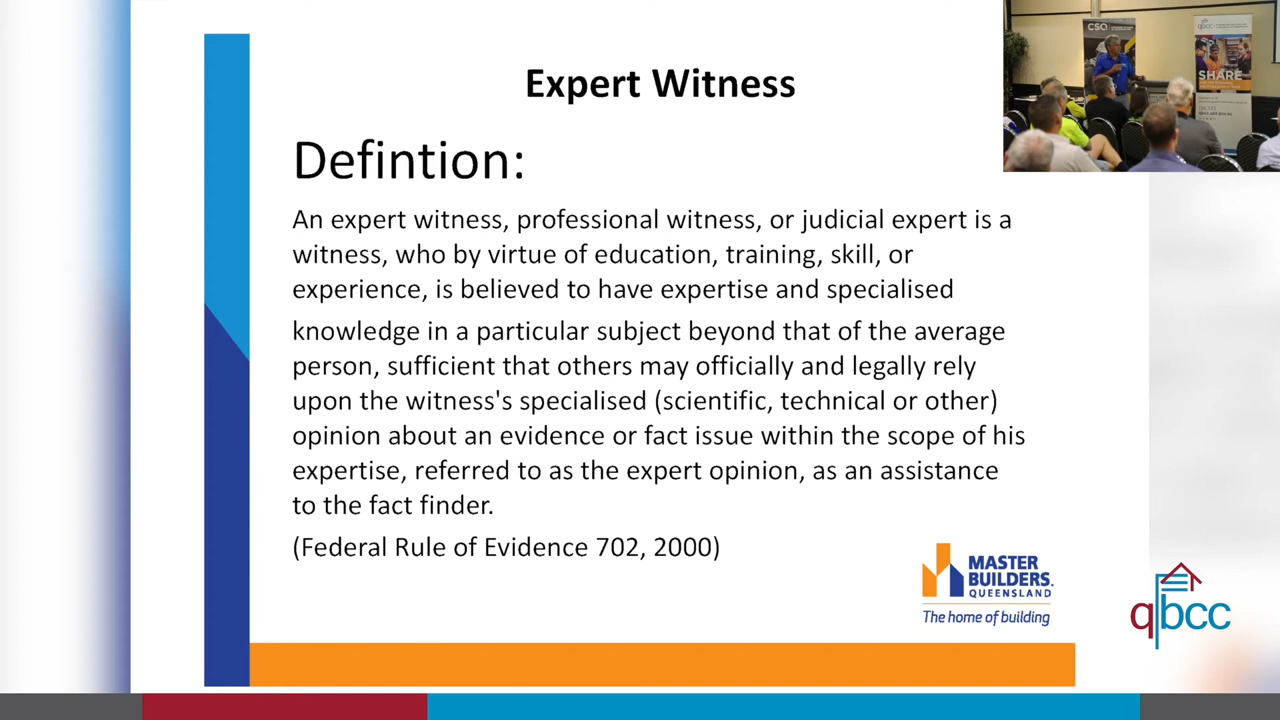 Expert Witness
Defintion:
An expert witness, professional witness, or judicial expert is a
witness, who by virtue of education, training, skill, or
experience, is believed to have expertise and specialised
knowledge in a particular subject beyond that of the average
person, sufficient that others may officially and legally rely
upon the witness's specialised (scientific, technical or other)
opinion about an evidence or fact issue within the scope of his
expertise, referred to as the expert opinion, as an assistance
to the fact finder.
(Federal Rule of Evidence 702, 2000)
MASTER
BUILDERS.
QUEENSLAND
The home of building
qbcc
CSQ
qbcc
SHARE